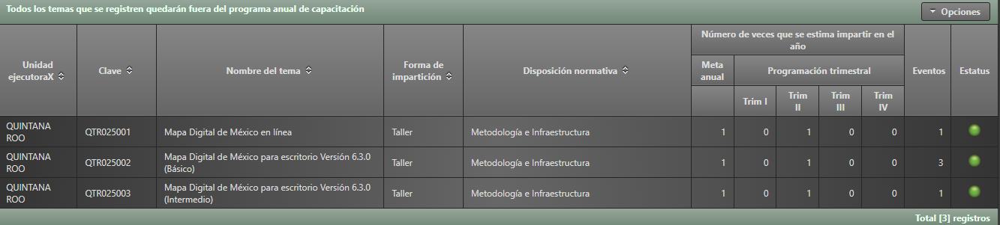 Todos los temas que se registren quedarán fuera del programa anual de capacitación
Opciones
Unidad
ejecutoraX
Clave
Nombre del tema
Forma de
impartición
Disposición normativa
Número de veces que se estima impartir en el
año
Meta
anual
Programación trimestral
Trim I
Trim
II
Trim
III
Trim
IV
Eventos
Estatus
QUINTANA
ROO
QTR025001
Mapa Digital de México en línea
Taller
Metodología e Infraestructura
1
0
1
0
0
1
QUINTANA
ROO
QTR025002
Mapa Digital de México para escritorio Versión 6.3.0
(Básico)
Taller
Metodología e Infraestructura
1
0
1
0
0
3
QUINTANA
ROO
QTR025003
Mapa Digital de México para escritorio Versión 6.3.0
(Intermedio)
Taller
Metodología e Infraestructura
1
0
1
0
0
1
Total [3] registros